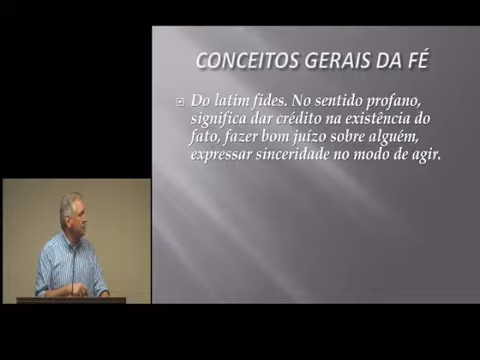 CONCEITOS GERAIS DA FÉ
Do latim fides. No sentido profano,
significa dar crédito na existência do
fato, fazer bom juízo sobre alguém,
expressar sinceridade no modo de agir.